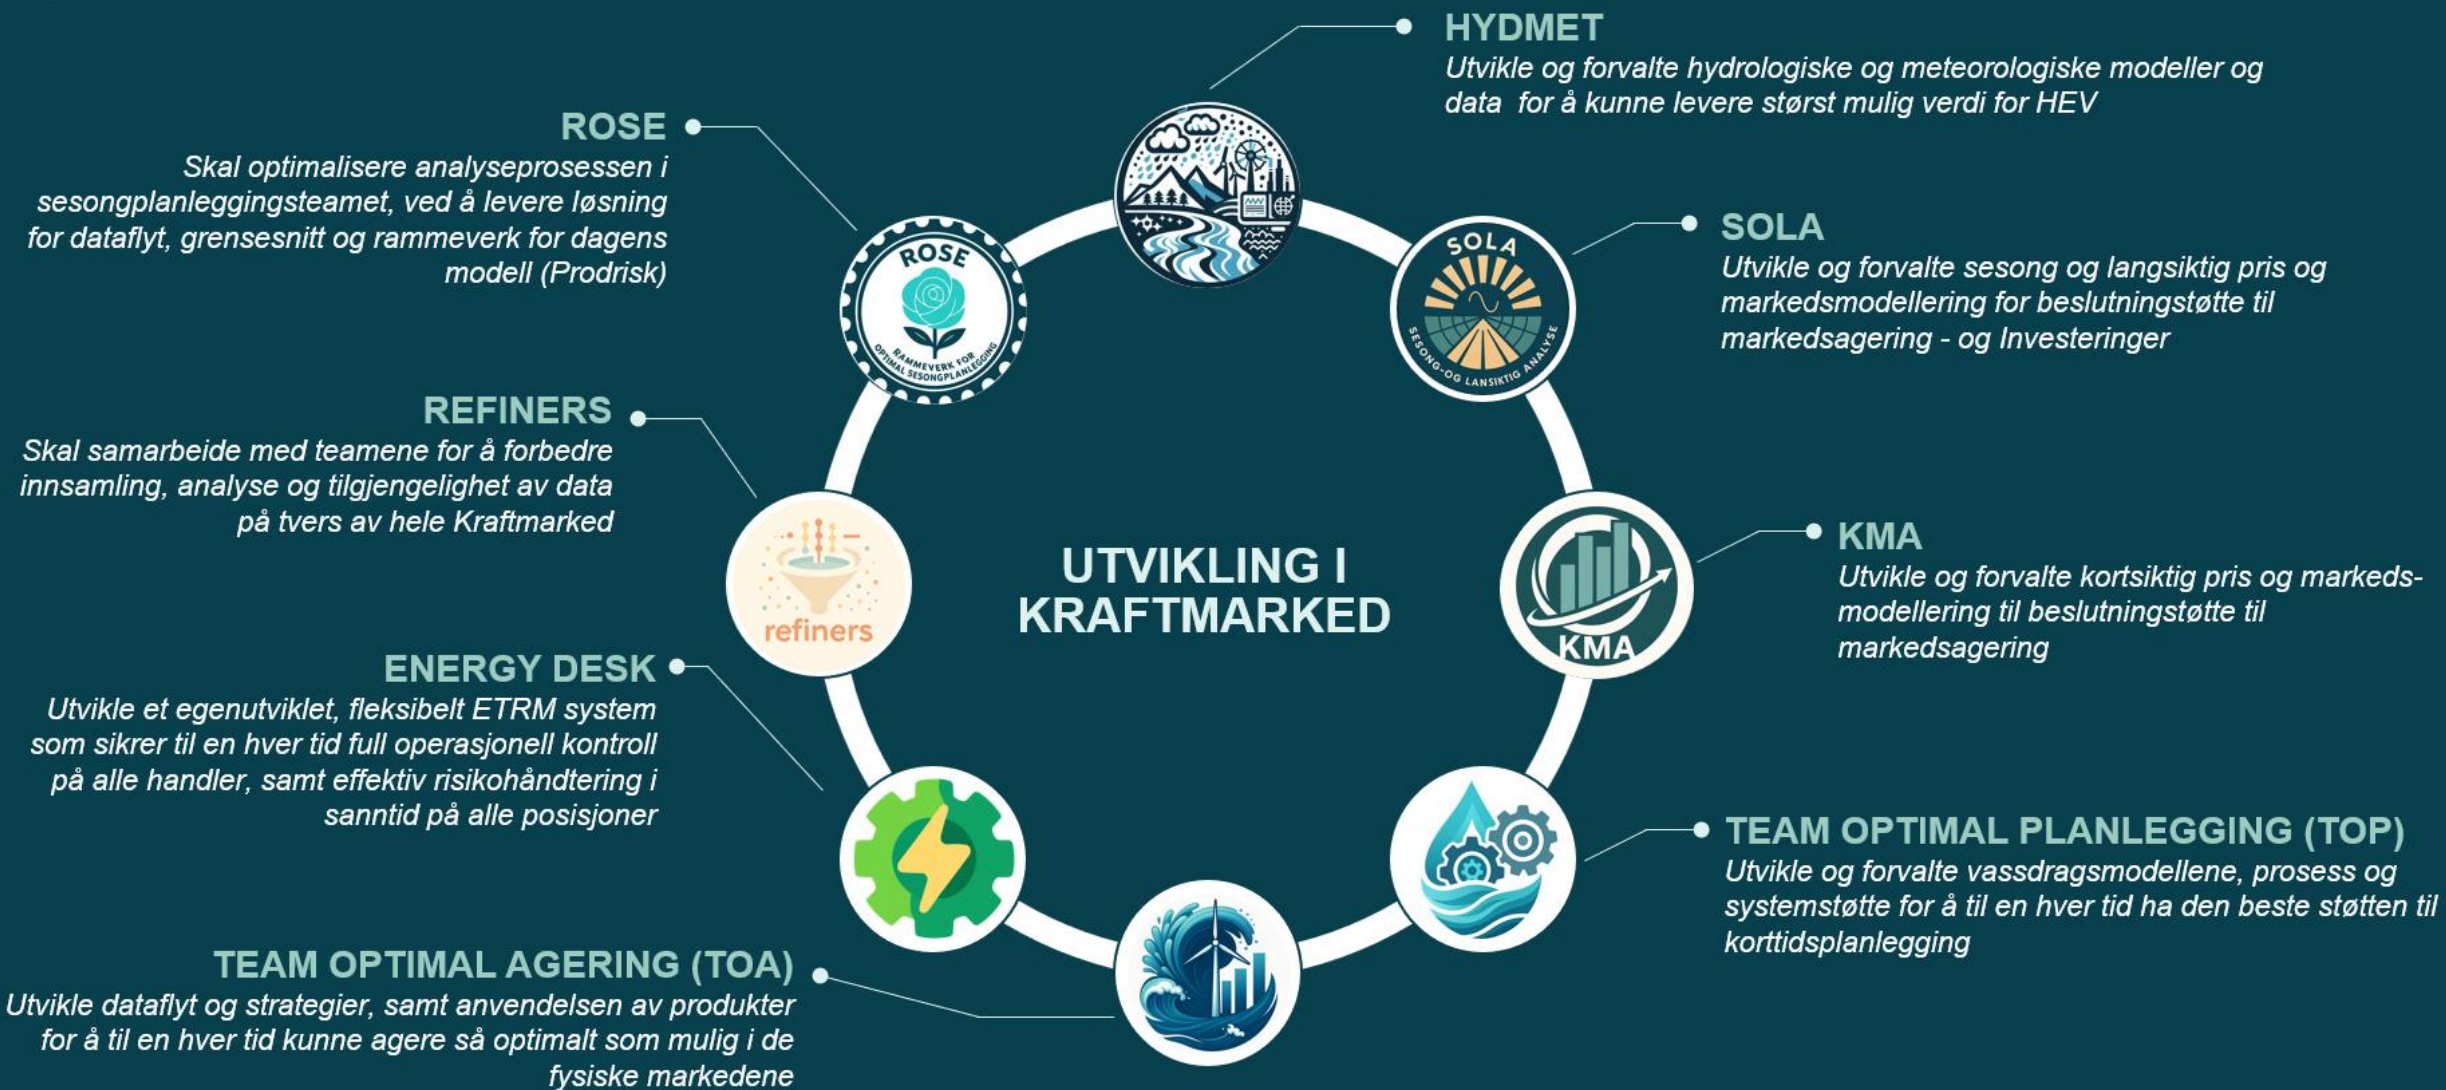 HYDMET
Utvikle og forvalte hydrologiske og meteorologiske modeller og
data  for å kunne levere størst mulig verdi for HEV
ROSE
Skal optimalisere analyseprosessen i
sesongplanleggingsteamet, ved å levere løsning
for dataflyt, grensesnitt og rammeverk for dagens
modell (Prodrisk)
ROSE
RAMMEVERK FOR
OPTIMAL SESONGPLANLEGGING
SOLA
SESONG-OG LANSIKTIG ANALYSE
SOLA
Utvikle og forvalte sesong og langsiktig pris og
markedsmodellering for beslutningstøtte til
markedsagering - og Investeringer
REFINERS
Skal samarbeide med teamene for å forbedre
innsamling, analyse og tilgjengelighet av data
på tvers av hele Kraftmarked
refiners
UTVIKLING I
KRAFTMARKED
KMA
KMA
Utvikle og forvalte kortsiktig pris og markeds-
modellering til beslutningstøtte til
markedsagering
ENERGY DESK
Utvikle et egenutviklet, fleksibelt ETRM system
som sikrer til en hver tid full operasjonell kontroll
på alle handler, samt effektiv risikohåndtering i
sanntid på alle posisjoner
TEAM OPTIMAL PLANLEGGING (TOP)
Utvikle og forvalte vassdragsmodellene, prosess og
systemstøtte for å til en hver tid ha den beste støtten til
korttidsplanlegging
TEAM OPTIMAL AGERING (TOA)
Utvikle dataflyt og strategier, samt anvendelsen av produkter
for å til en hver tid kunne agere så optimalt som mulig i de
fysiske markedene